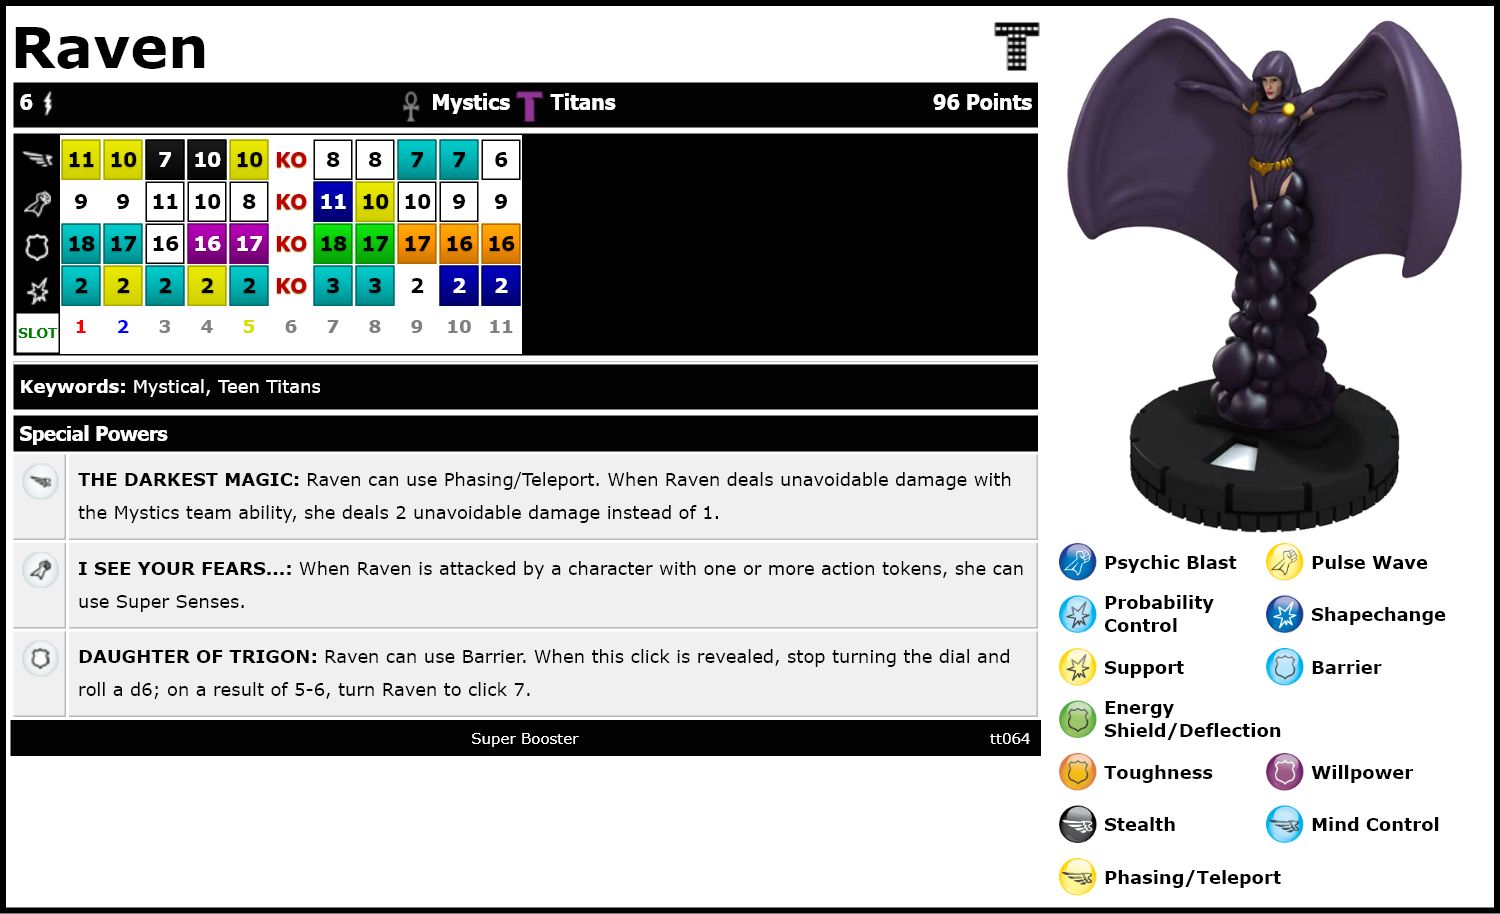 Raven
6 Mystics Titans 96 Points
11 10 7 10 10 KO 8 8 7 7 6
9 9 11 10 8 KO 11 10 10 9 9
18 17 16 16 17 KO 18 17 17 16 16
2 2 2 2 2 KO 3 3 2 2 2
SLOT 1 2 3 4 5 6 7 8 9 10 11
Keywords: Mystical, Teen Titans
Special Powers
THE DARKEST MAGIC: Raven can use Phasing/Teleport. When Raven deals unavoidable damage with
the Mystics team ability, she deals 2 unavoidable damage instead of 1.
I SEE YOUR FEARS...: When Raven is attacked by a character with one or more action tokens, she can
use Super Senses.
DAUGHTER OF TRIGON: Raven can use Barrier. When this click is revealed, stop turning the dial and
roll a d6; on a result of 5-6, turn Raven to click 7.
Super Booster tt064
Psychic Blast Pulse Wave
Probability
Control
Shapechange
Support Barrier
Energy
Shield/Deflection
Toughness Willpower
Stealth Mind Control
Phasing/Teleport